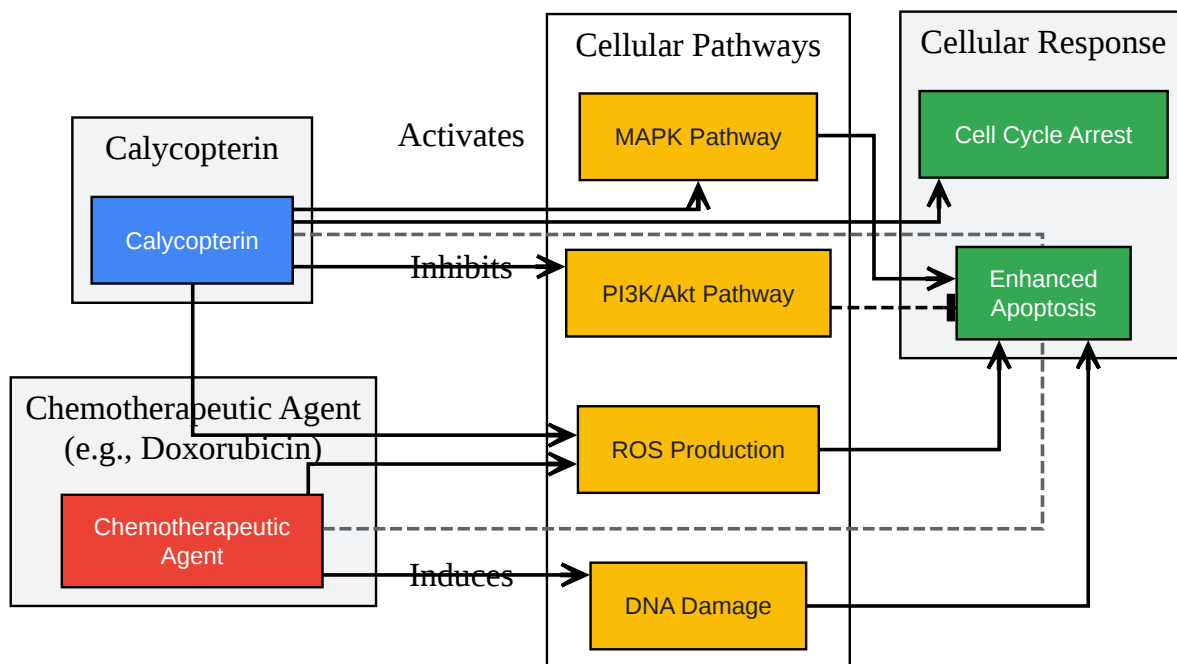 Cellular Pathways
Cellular Response
MAPK Pathway
Cell Cycle Arrest
Activates
Calycopterin
Calycopterin
Inhibits
PI3K/Akt Pathway
Enhanced
Apoptosis
Chemotherapeutic Agent
(e.g., Doxorubicin)
ROS Production
Chemotherapeutic
Agent
Induces
DNA Damage